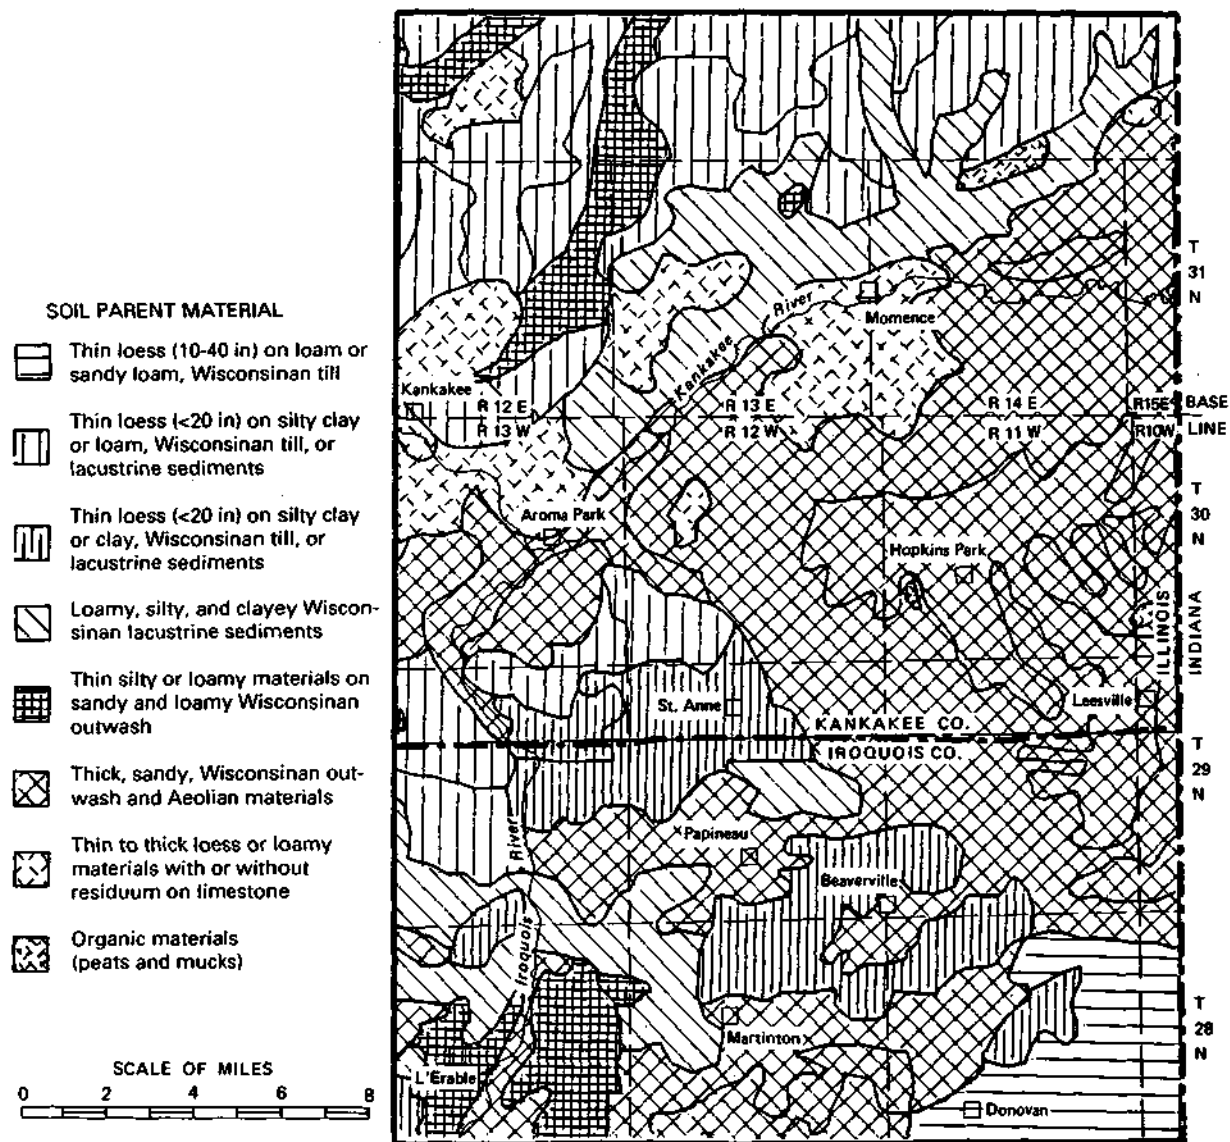 SOIL PARENT MATERIAL
Thin loess (10-40 in) on loam or
sandy loam, Wisconsinan till
Thin loess (<20 in) on silty clay
or loam, Wisconsinan till, or
lacustrine sediments
Thin loess (<20 in) on silty clay
or clay, Wisconsinan till, or
lacustrine sediments
Loamy, silty, and clayey Wiscon-
sinan lacustrine sediments
Thin silty or loamy materials on
sandy and loamy Wisconsinan
outwash
Thick, sandy, Wisconsinan out-
wash and Aeolian materials
Thin to thick loess or loamy
materials with or without
residuum on limestone
Organic materials
(peats and mucks)
SCALE OF MILES
0 2 4 6 8
T
31
N
River
Momence
Kankakee
Kankakee
R 12 E
R 13 E
R 14 E
R15E
BASE
R 13 W
R 12 W
R 11 W
R10W
LINE
T
30
N
Aroma Park
Hopkins Park
ILLINOIS
INDIANA
St. Anne
Leesville
KANKAKEE CO.
IROQUOIS CO.
T
29
N
River
Papineau
Beaverville
Iroquois
T
28
N
Martinton
L'Erable
Donovan